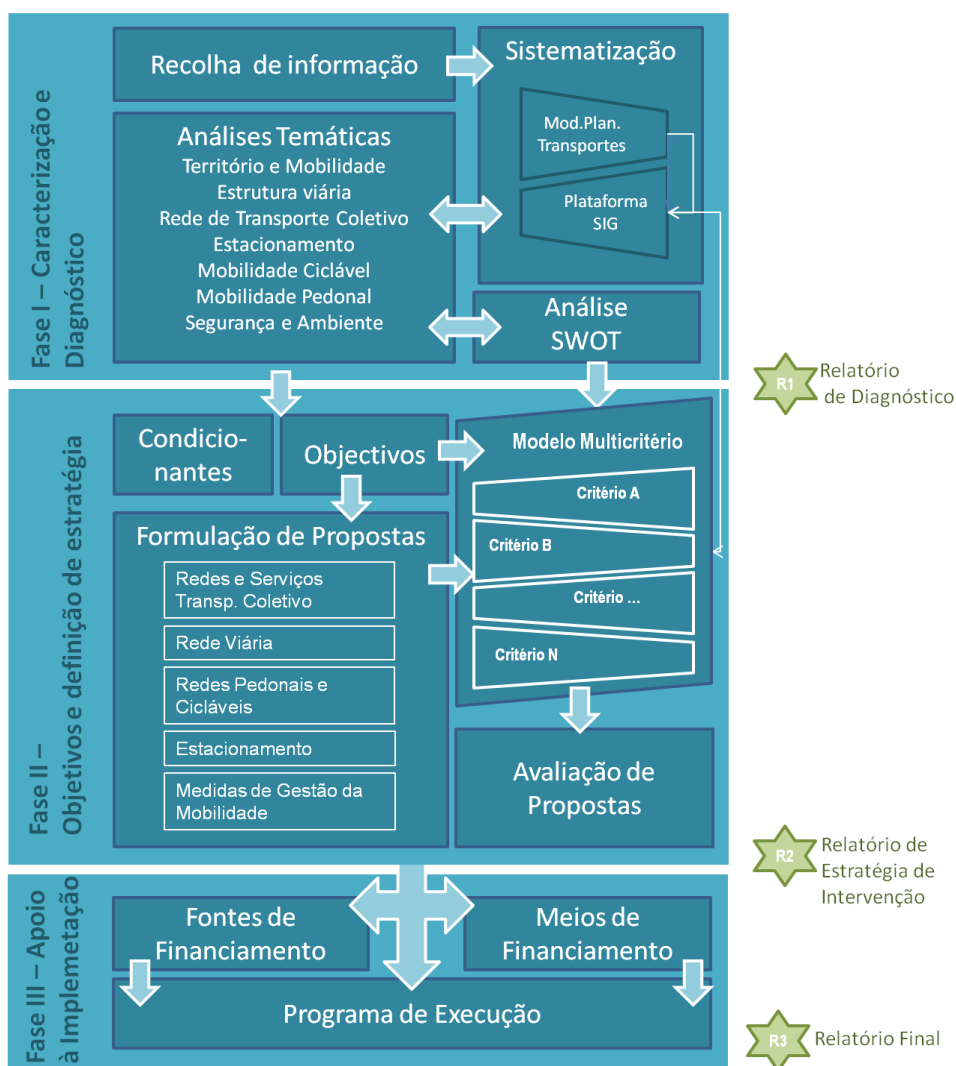 Fase I – Caracterização e
Diagnóstico
Recolha de informação
Sistematização
Mod.Plan.
Transportes
Plataforma
SIG
Análises Temáticas
Território e Mobilidade
Estrutura viária
Rede de Transporte Coletivo
Estacionamento
Mobilidade Ciclável
Mobilidade Pedonal
Segurança e Ambiente
Análise
SWOT
R1
Relatório
de Diagnóstico
Fase II –
Objetivos e definição de estratégia
Condicio-
nantes
Objectivos
Modelo Multicritério
Critério A
Critério B
Critério ...
Critério N
Formulação de Propostas
Redes e Serviços
Transp. Coletivo
Rede Viária
Redes Pedonais e
Cicláveis
Estacionamento
Medidas de Gestão da
Mobilidade
Avaliação de
Propostas
R2
Relatório de
Estratégia de
Intervenção
Fase III – Apoio
à Implemetação
Fontes de
Financiamento
Meios de
Financiamento
Programa de Execução
R3
Relatório Final